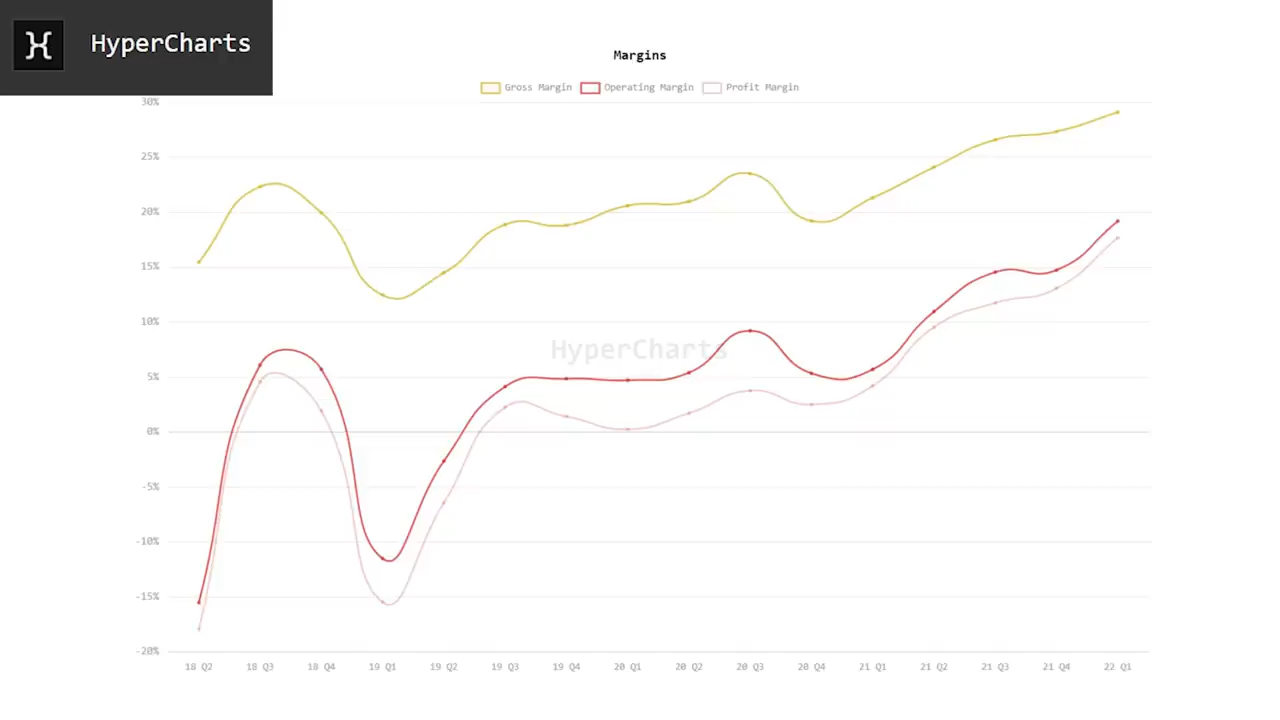 HyperCharts
Margins
Gross Margin Operating Margin Profit Margin
30%
25%
20%
15%
10%
5%
0%
-5%
-10%
-15%
-20%
HyperCharts
18 Q2 18 Q3 18 Q4 19 Q1 19 Q2 19 Q3 19 Q4 20 Q1 20 Q2 20 Q3 20 Q4 21 Q1 21 Q2 21 Q3 21 Q4 22 Q1